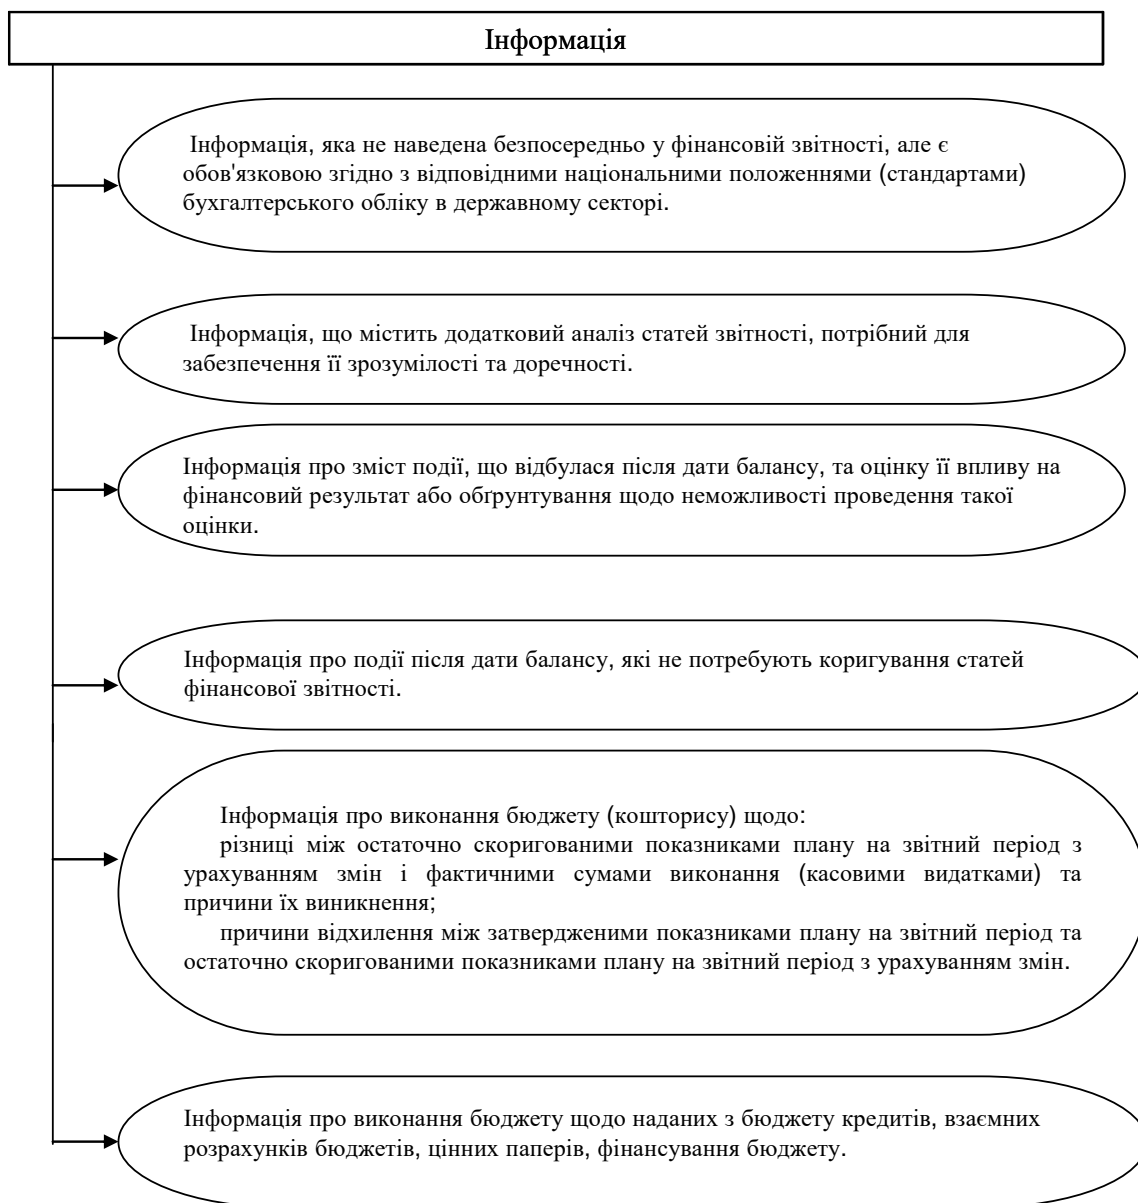 Інформація
Інформація, яка не наведена безпосередньо у фінансовій звітності, але є
обов'язковою згідно з відповідними національними положеннями (стандартами)
бухгалтерського обліку в державному секторі.
Інформація, що містить додатковий аналіз статей звітності, потрібний для
забезпечення її зрозумілості та доречності.
Інформація про зміст події, що відбулася після дати балансу, та оцінку її впливу на
фінансовий результат або обґрунтування щодо неможливості проведення такої
оцінки.
Інформація про події після дати балансу, які не потребують коригування статей
фінансової звітності.
Інформація про виконання бюджету (кошторису) щодо:
різниці між остаточно скоригованими показниками плану на звітний період з
урахуванням змін і фактичними сумами виконання (касовими видатками) та
причини їх виникнення;
причини відхилення між затвердженими показниками плану на звітний період та
остаточно скоригованими показниками плану на звітний період з урахуванням змін.
Інформація про виконання бюджету щодо наданих з бюджету кредитів, взаємних
розрахунків бюджетів, цінних паперів, фінансування бюджету.